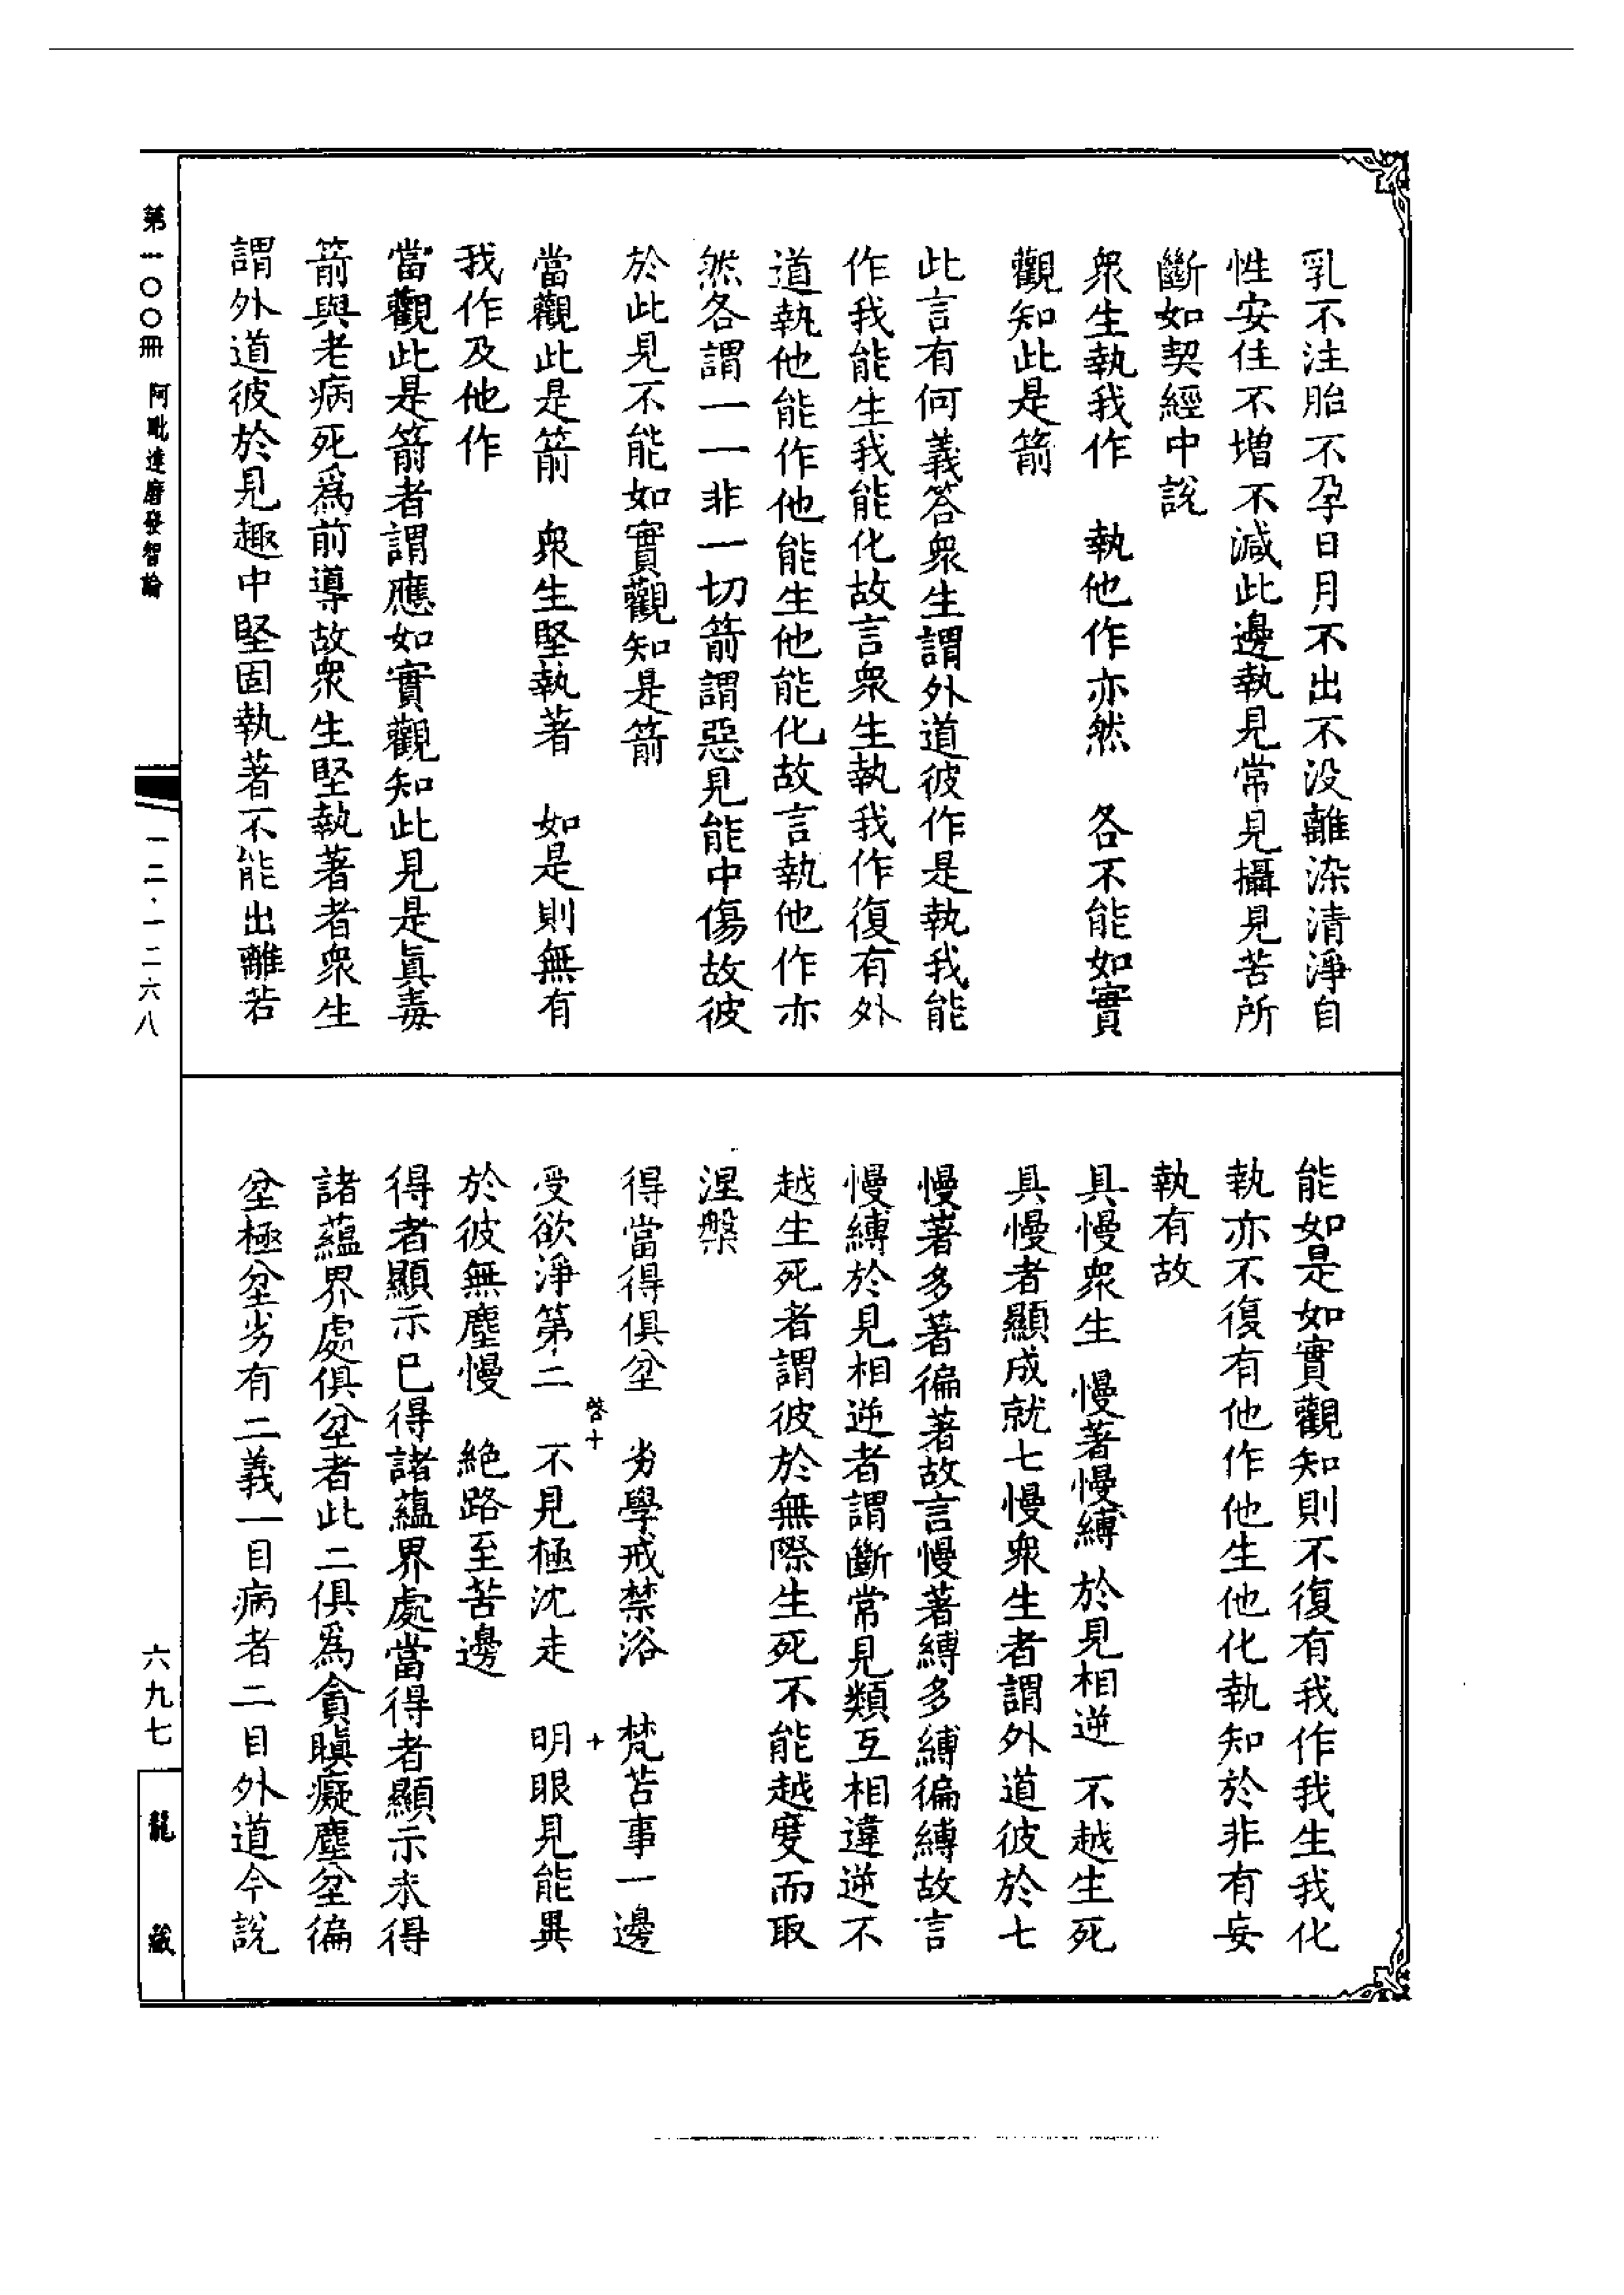 乳不注胎不孕日月不出不没離染清淨自
性安住不增不減此邊執見常見攝見苦所
斷如契經中說
衆生執我作　執他作亦然　各不能如實
觀知此是箭
此言有何義答衆生謂外道彼作是執我能
作我能生我能化故言衆生執我作復有外
道執他能作他能生他能化故言執他作亦
然各謂一一非一切箭謂惡見能中傷故彼
於此見不能如實觀知是箭
當觀此是箭　衆生堅執著　如是則無有
我作及他作
當觀此是箭者謂應如實觀知此見是眞毒
箭與老病死爲前導故衆生堅執著者衆生
謂外道彼於見趣中堅固執著不能出離若
能如是如實觀知則不復有我作我生我化
執亦不復有他作他生他化執知於非有妄
執有故
具慢衆生　慢著慢縛　於見相逆　不越生死
具慢者顯成就七慢衆生者謂外道彼於七
慢著多著徧著故言慢著縛多縛徧縛故言
慢縛於見相逆者謂斷常見類互相違逆不
越生死者謂彼於無際生死不能越度而取
涅槃
得當得俱坌　劣學戒禁浴　梵苦事一邊
啓十
十
受欲淨第二　不見極沈走　明眼見能異
於彼無塵慢　絶路至苦邊
得者顯示已得諸蘊界處當得者顯示未得
諸蘊界處俱坌者此二俱爲貪瞋癡塵坌徧
坌極坌劣有二義一目病者二目外道今說
第一〇〇冊　阿毗達磨發智論
一二·一二六八
六九七
龍藏